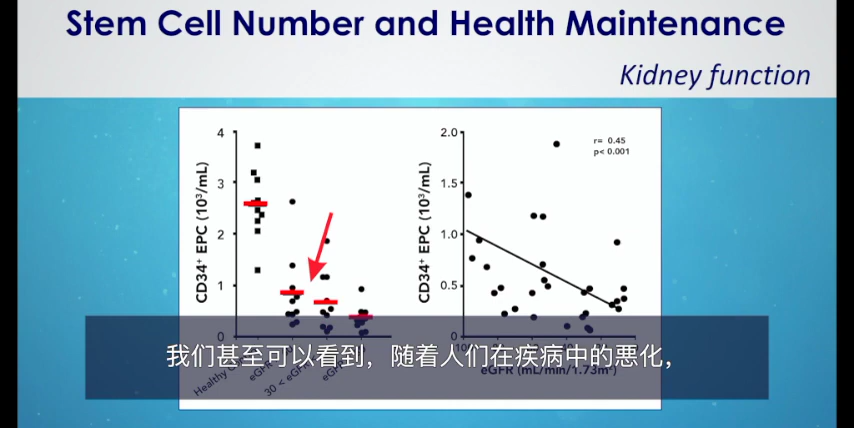 Stem Cell Number and Health Maintenance
Kidney function
4
3
2
1
0
CD34+ EPC (10³/mL)
2.0
1.5
1.0
0.5
0
CD34+ EPC (10³/mL)
r= 0.45
p< 0.001
Healthy
eGFR
30 < eGFR
eGFR
eGFR (mL/min/1.73m²)
我们甚至可以看到，随着人们在疾病中的恶化，